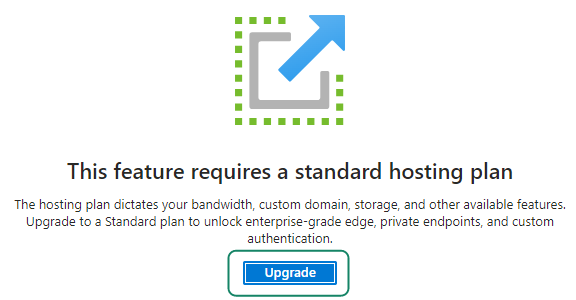 This feature requires a standard hosting plan
The hosting plan dictates your bandwidth, custom domain, storage, and other available features.
Upgrade to a Standard plan to unlock enterprise-grade edge, private endpoints, and custom
authentication.
Upgrade